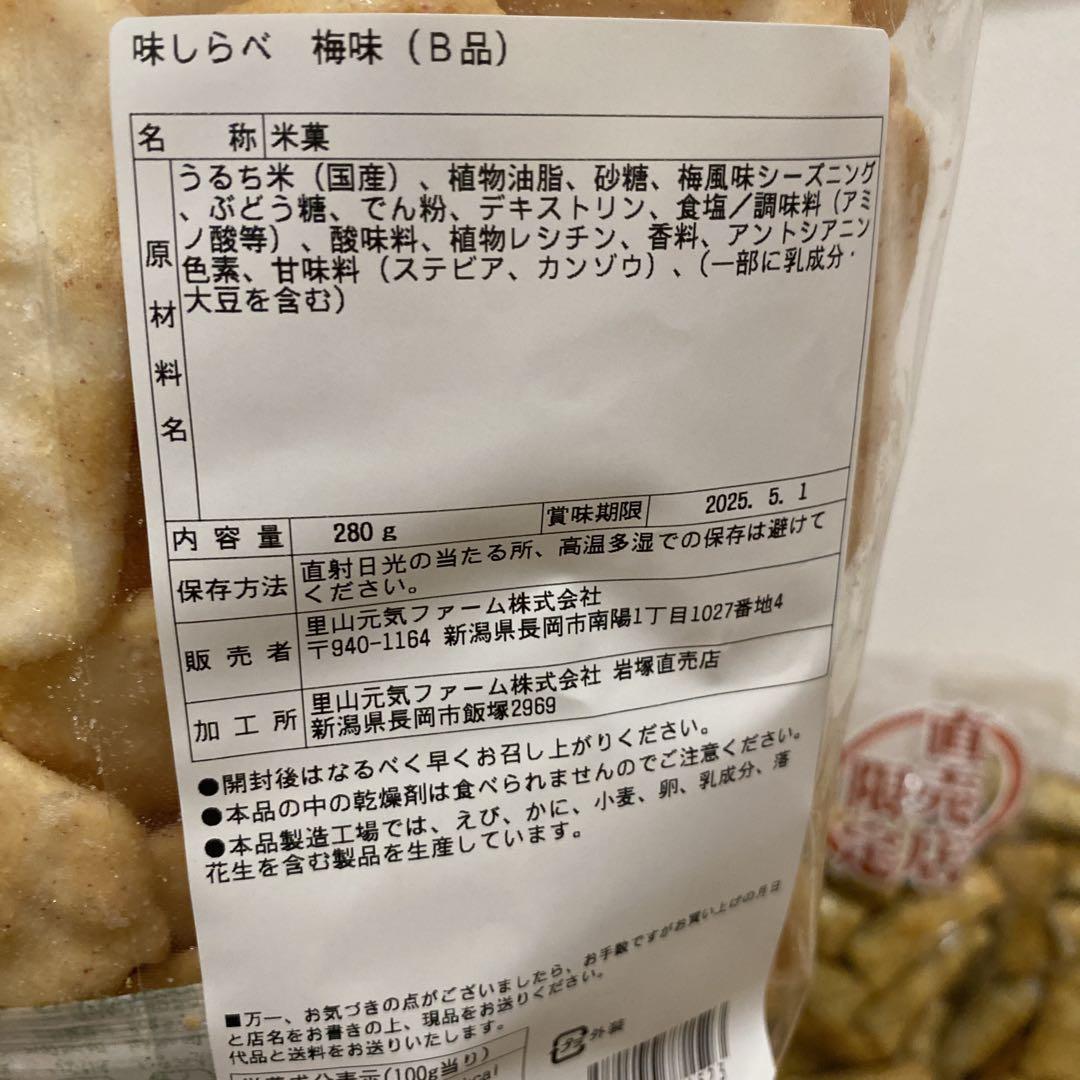 味しらべ 梅味（B品）
名称 米菓
原材料名 うるち米（国産）、植物油脂、砂糖、梅風味シーズニング
、ぶどう糖、でん粉、デキストリン、食塩／調味料（アミ
ノ酸等）、酸味料、植物レシチン、香料、アントシアニン
色素、甘味料（ステビア、カンゾウ）、（一部に乳成分・
大豆を含む）
内容量 280g 賞味期限 2025. 5. 1
保存方法 直射日光の当たる所、高温多湿での保存は避けて
ください。
販売者 里山元気ファーム株式会社
〒940-1164 新潟県長岡市南陽1丁目1027番地4
加工所 里山元気ファーム株式会社 岩塚直売店
新潟県長岡市飯塚2969
●開封後はなるべく早くお召し上がりください。
●本品の中の乾燥剤は食べられませんのでご注意ください。
●本品製造工場では、えび、かに、小麦、卵、乳成分、落
花生を含む製品を生産しています。
■万一、お気づきの点がございましたら、お手数ですがお買い上げの月日
と店名をお書きの上、現品をお送りください。
代品と送料をお送りいたします。
プラ 外装
栄養成分表示(100g当り)
直売店
限定